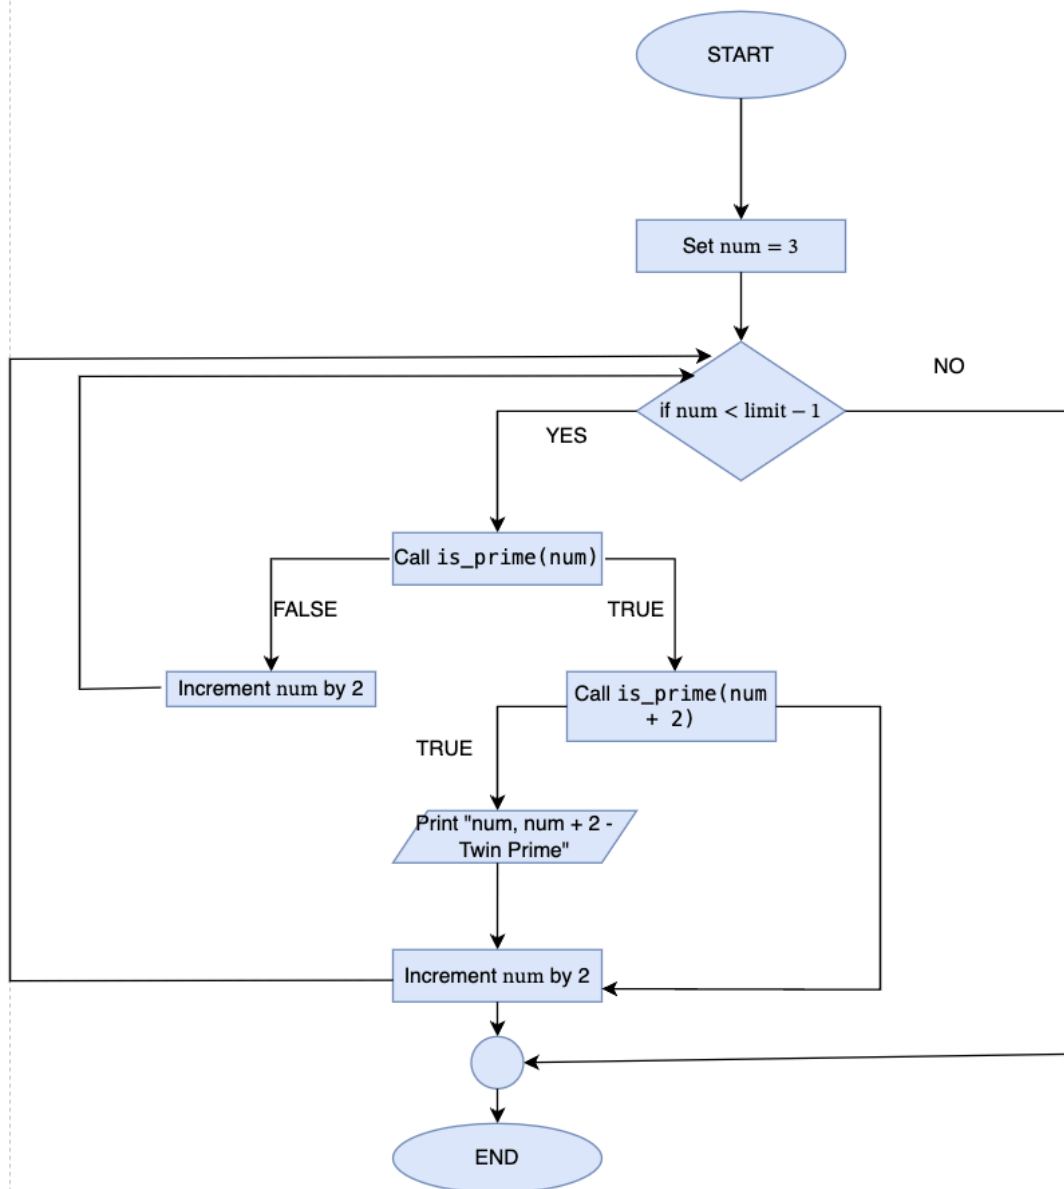 START
Set num = 3
NO
if num < limit − 1
YES
Call is_prime(num)
FALSE
TRUE
Increment num by 2
Call is_prime(num
+ 2)
TRUE
Print "num, num + 2 -
Twin Prime"
Increment num by 2
END